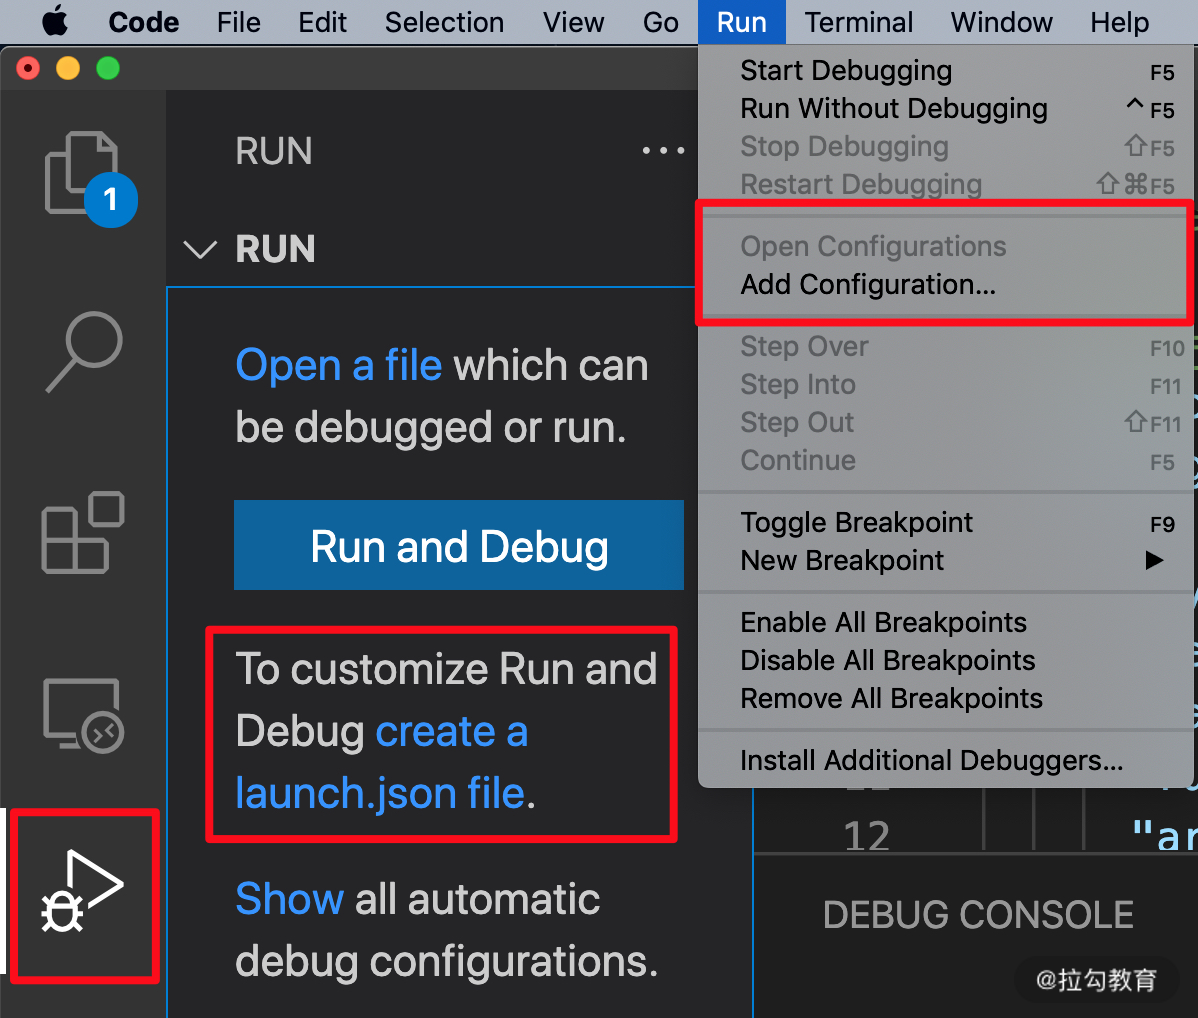 Code File Edit Selection View Go Run Terminal Window Help
RUN
RUN
Open a file which can
be debugged or run.
Run and Debug
To customize Run and
Debug create a
launch.json file.
Show all automatic
debug configurations.
1
Start Debugging F5
Run Without Debugging ^ F5
Stop Debugging ⇧F5
Restart Debugging ⇧⌘F5
Open Configurations
Add Configuration...
Step Over F10
Step Into F11
Step Out ⇧F11
Continue F5
Toggle Breakpoint F9
New Breakpoint
Enable All Breakpoints
Disable All Breakpoints
Remove All Breakpoints
Install Additional Debuggers...
12 "ar
DEBUG CONSOLE
@拉勾教育